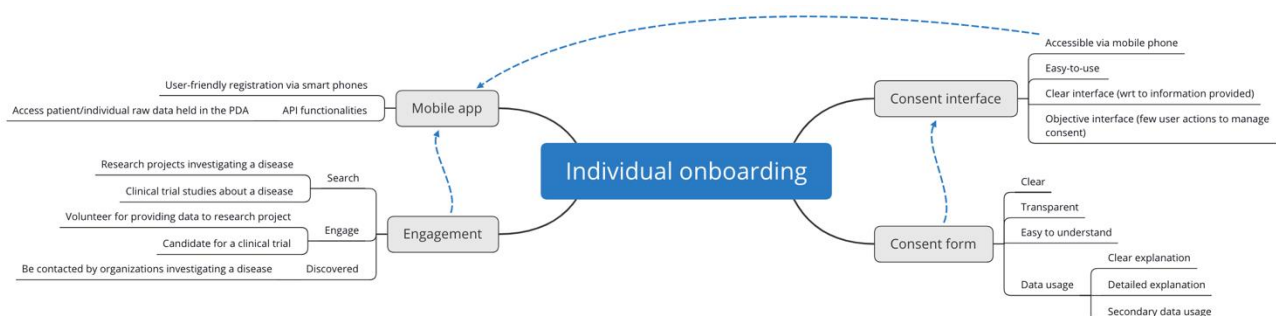 Individual onboarding
Mobile app
User-friendly registration via smart phones
API functionalities
Access patient/individual raw data held in the PDA
Engagement
Search
Research projects investigating a disease
Clinical trial studies about a disease
Engage
Volunteer for providing data to research project
Candidate for a clinical trial
Discovered
Be contacted by organizations investigating a disease
Consent interface
Accessible via mobile phone
Easy-to-use
Clear interface (wrt to information provided)
Objective interface (few user actions to manage
consent)
Consent form
Clear
Transparent
Easy to understand
Data usage
Clear explanation
Detailed explanation
Secondary data usage